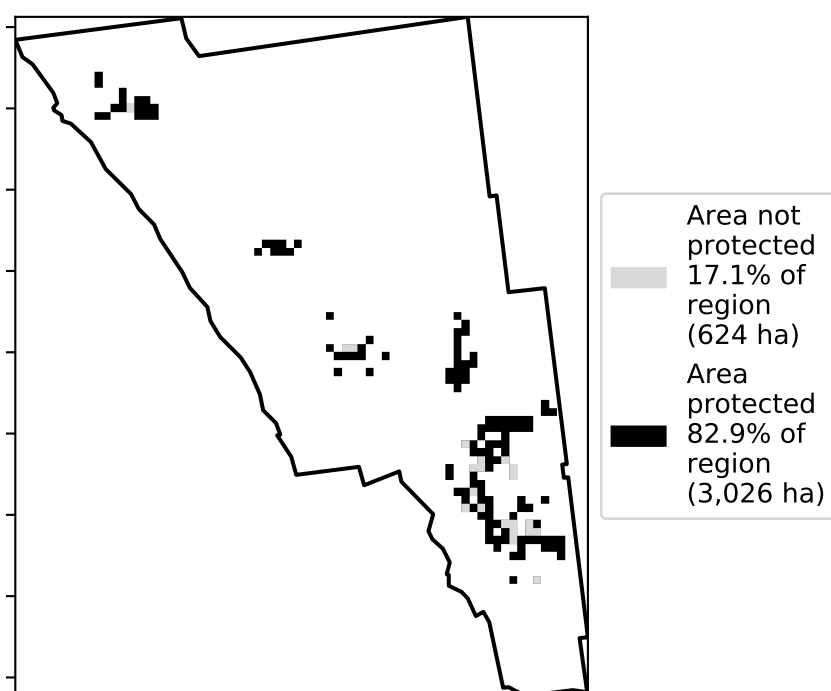 Area not
protected
17.1% of
region
(624 ha)
Area
protected
82.9% of
region
(3,026 ha)